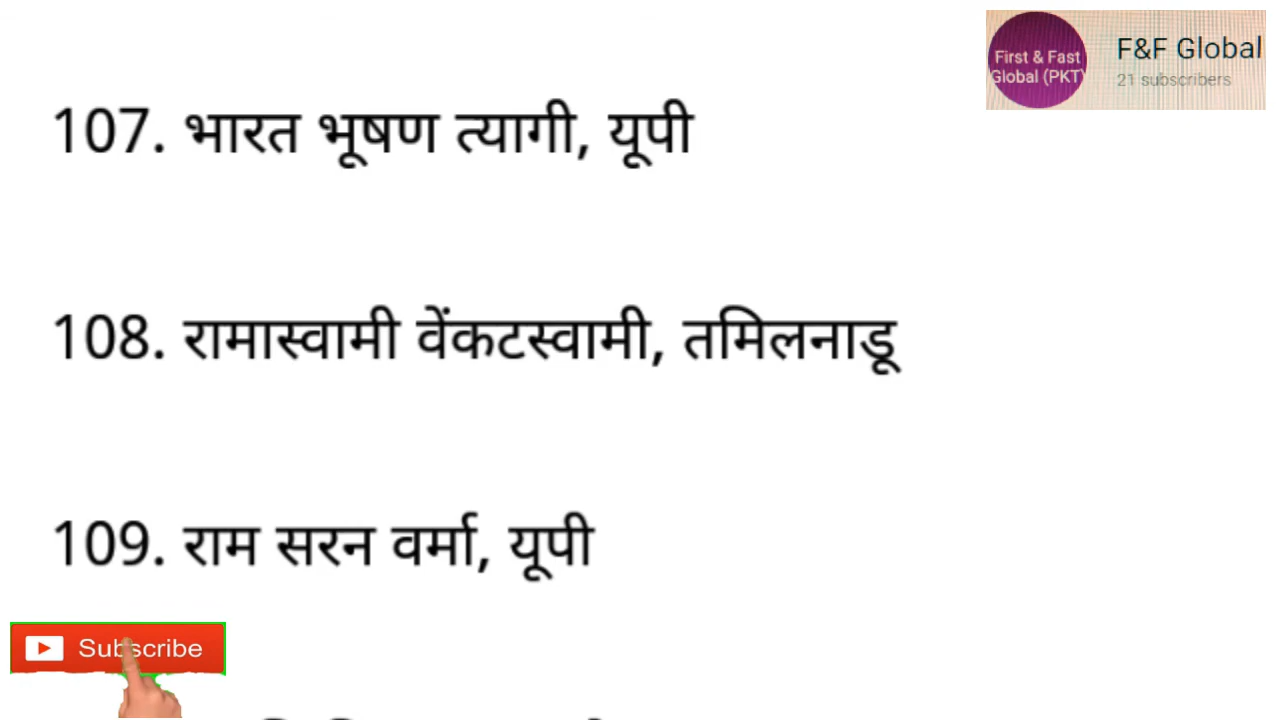 First & Fast
Global (PKT)
F&F Global
21 subscribers
107. भारत भूषण त्यागी, यूपी
108. रामास्वामी वेंकटस्वामी, तमिलनाडू
109. राम सरन वर्मा, यूपी
Subscribe